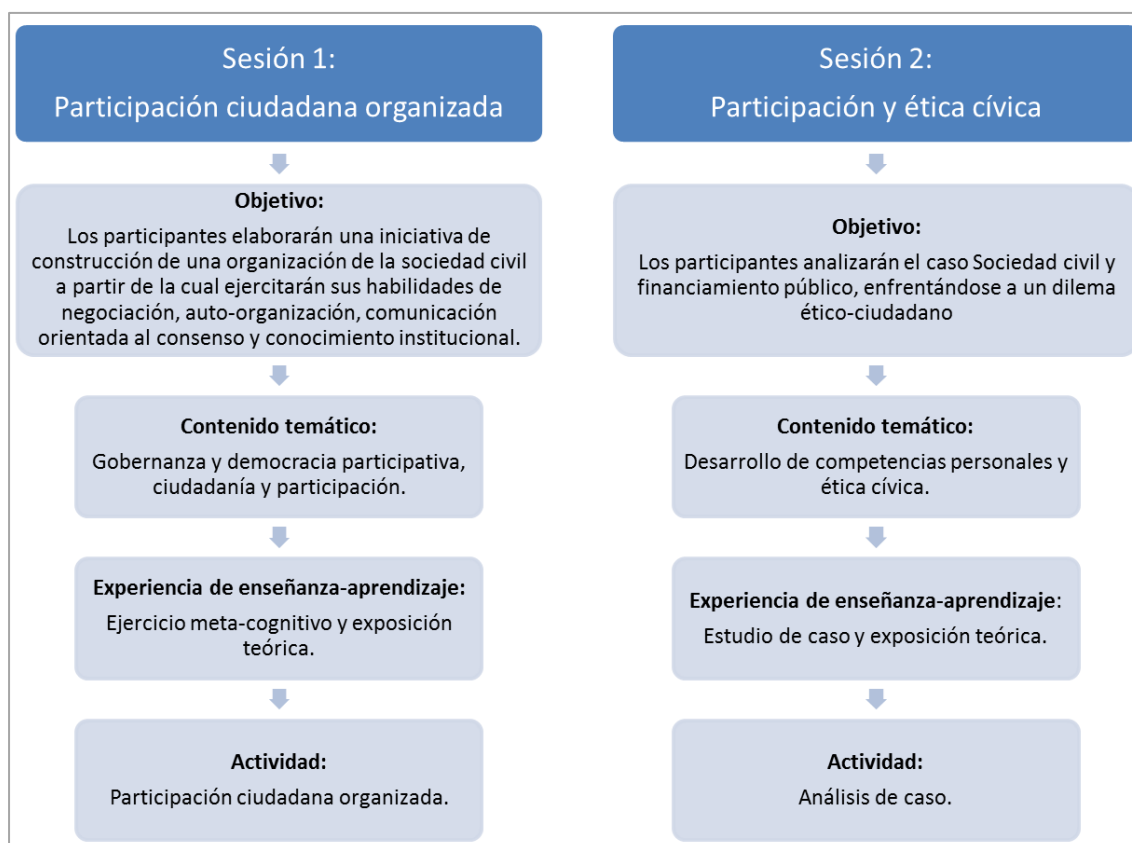 Sesión 1:
Participación ciudadana organizada
Objetivo:
Los participantes elaborarán una iniciativa de
construcción de una organización de la sociedad civil
a partir de la cual ejercitarán sus habilidades de
negociación, auto-organización, comunicación
orientada al consenso y conocimiento institucional.
Contenido temático:
Gobernanza y democracia participativa,
ciudadanía y participación.
Experiencia de enseñanza-aprendizaje:
Ejercicio meta-cognitivo y exposición
teórica.
Actividad:
Participación ciudadana organizada.
Sesión 2:
Participación y ética cívica
Objetivo:
Los participantes analizarán el caso Sociedad civil y
financiamiento público, enfrentándose a un dilema
ético-ciudadano
Contenido temático:
Desarrollo de competencias personales y
ética cívica.
Experiencia de enseñanza-aprendizaje:
Estudio de caso y exposición teórica.
Actividad:
Análisis de caso.